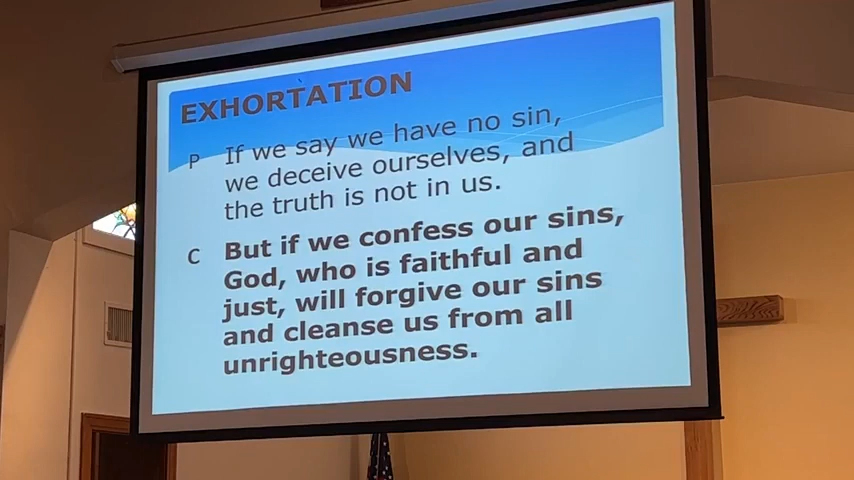 EXHORTATION
P If we say we have no sin,
we deceive ourselves, and
the truth is not in us.
C But if we confess our sins,
God, who is faithful and
just, will forgive our sins
and cleanse us from all
unrighteousness.